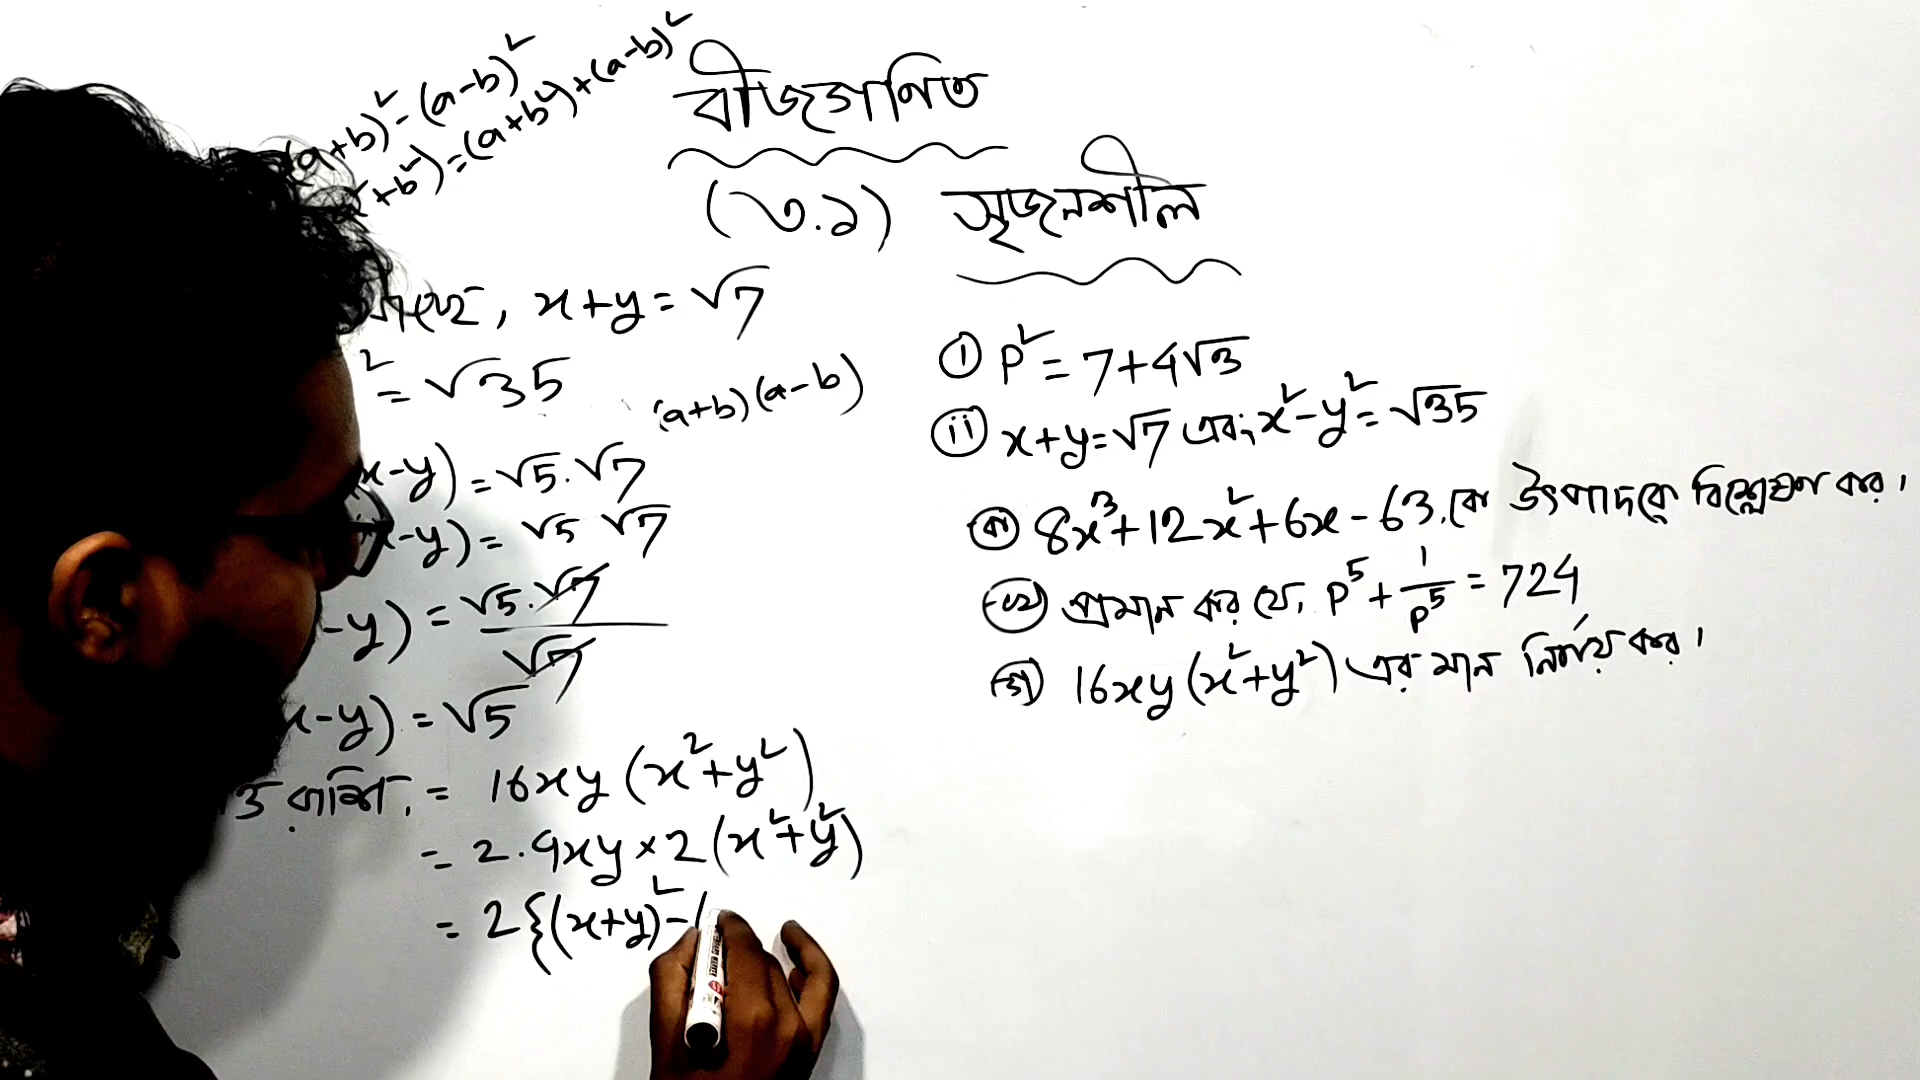 (a+b)² - (a-b)²
+b²) = (a+b)² + (a-b)²
বীজগণিত
(৩.১) সৃজনশীল
, x+y = √7
² = √35
(a+b)(a-b)
x-y) = √5.√7
x-y) = √5 √7
-y) = √5.√7 / √7
x-y) = √5
রাশি, = 16xy (x²+y²)
= 2.4xy × 2 (x²+y²)
= 2 {(x+y)² - (
i P² = 7+4√3
ii x+y = √7 এবং x² - y² = √35
ক 8x³ + 12x² + 6x - 63. কে উৎপাদকে বিশ্লেষণ কর।
খ প্রমান কর যে, P⁵ + 1/P⁵ = 724
গ 16xy (x²+y²) এর মান নির্ণয় কর।